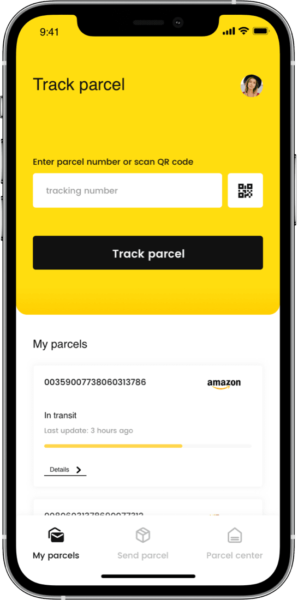 9:41
Track parcel
Enter parcel number or scan QR code
tracking number
Track parcel
My parcels
00359007738060313786
amazon
In transit
Last update: 3 hours ago
Details
My parcels
Send parcel
Parcel center